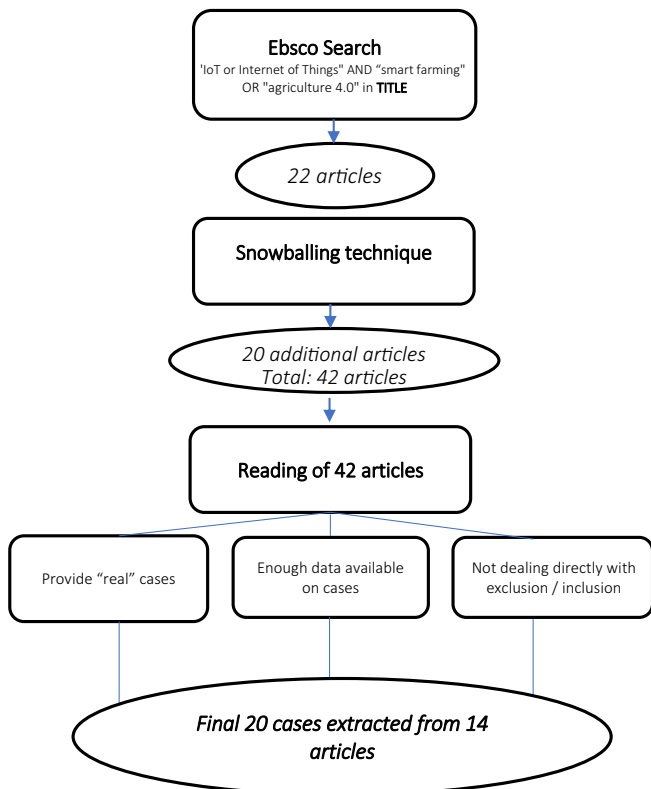 Ebsco Search
'IoT or Internet of Things" AND “smart farming"
OR "agriculture 4.0" in TITLE
22 articles
Snowballing technique
20 additional articles
Total: 42 articles
Reading of 42 articles
Provide “real” cases
Enough data available
on cases
Not dealing directly with
exclusion / inclusion
Final 20 cases extracted from 14
articles